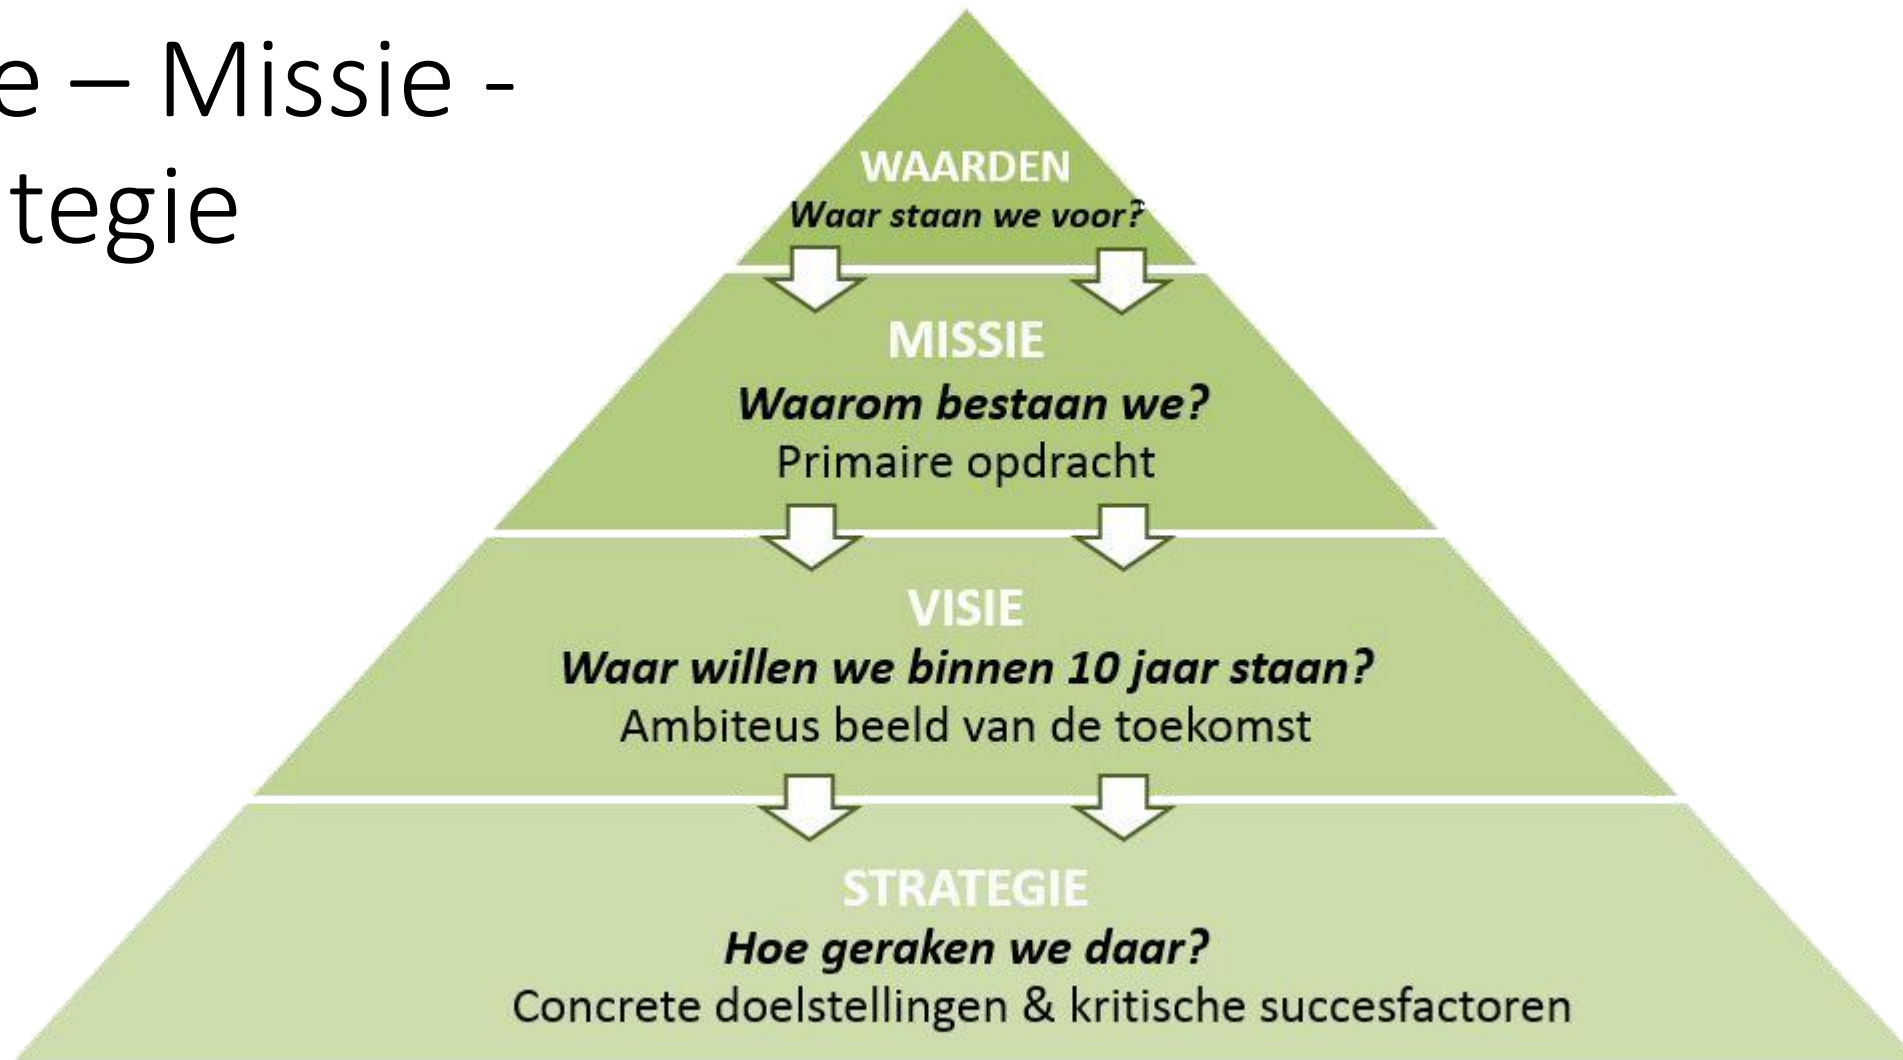 e – Missie -
tegie
WAARDEN
Waar staan we voor?
MISSIE
Waarom bestaan we?
Primaire opdracht
VISIE
Waar willen we binnen 10 jaar staan?
Ambiteus beeld van de toekomst
STRATEGIE
Hoe geraken we daar?
Concrete doelstellingen & kritische succesfactoren